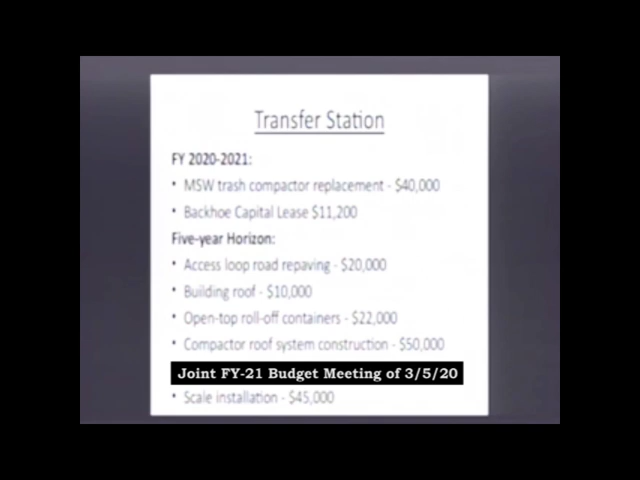 Transfer Station
FY 2020-2021:
• MSW trash compactor replacement - $40,000
• Backhoe Capital Lease $11,200
Five-year Horizon:
• Access loop road repaving - $20,000
• Building roof - $10,000
• Open-top roll-off containers - $22,000
• Compactor roof system construction - $50,000
Joint FY-21 Budget Meeting of 3/5/20
• Scale installation - $45,000